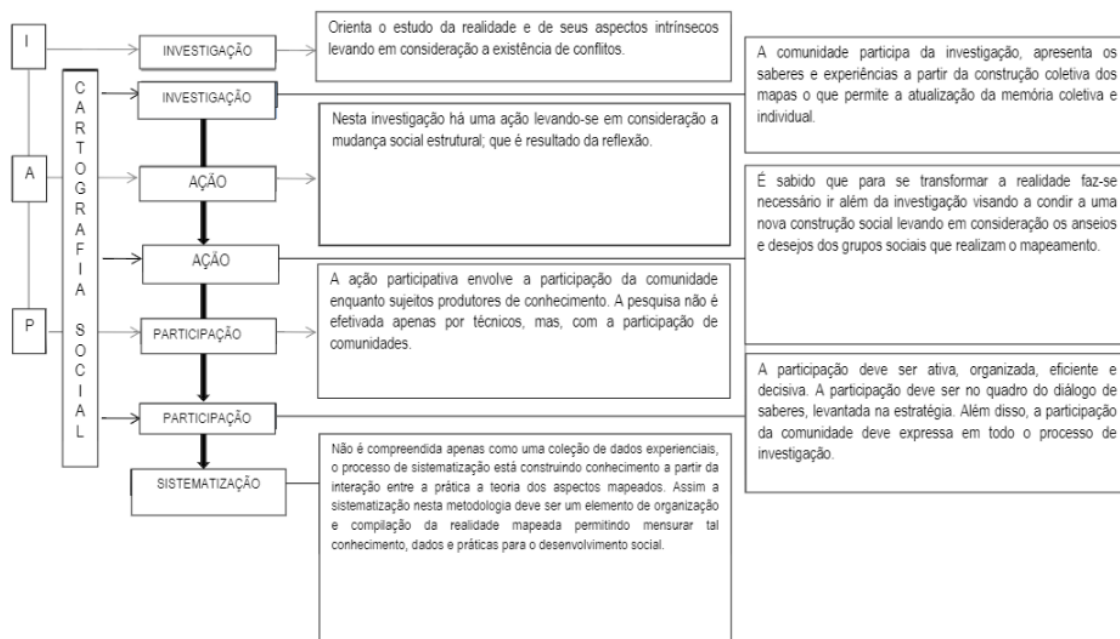 I
A
P
CARTOGRAFIA SOCIAL
INVESTIGAÇÃO
Orienta o estudo da realidade e de seus aspectos intrínsecos
levando em consideração a existência de conflitos.
INVESTIGAÇÃO
A comunidade participa da investigação, apresenta os
saberes e experiências a partir da construção coletiva dos
mapas o que permite a atualização da memória coletiva e
individual.
AÇÃO
Nesta investigação há uma ação levando-se em consideração a
mudança social estrutural; que é resultado da reflexão.
AÇÃO
É sabido que para se transformar a realidade faz-se
necessário ir além da investigação visando a condir a uma
nova construção social levando em consideração os anseios
e desejos dos grupos sociais que realizam o mapeamento.
PARTICIPAÇÃO
A ação participativa envolve a participação da comunidade
enquanto sujeitos produtores de conhecimento. A pesquisa não é
efetivada apenas por técnicos, mas, com a participação de
comunidades.
PARTICIPAÇÃO
A participação deve ser ativa, organizada, eficiente e
decisiva. A participação deve ser no quadro do diálogo de
saberes, levantada na estratégia. Além disso, a participação
da comunidade deve expressa em todo o processo de
investigação.
SISTEMATIZAÇÃO
Não é compreendida apenas como uma coleção de dados experienciais,
o processo de sistematização está construindo conhecimento a partir da
interação entre a prática a teoria dos aspectos mapeados. Assim a
sistematização nesta metodologia deve ser um elemento de organização
e compilação da realidade mapeada permitindo mensurar tal
conhecimento, dados e práticas para o desenvolvimento social.